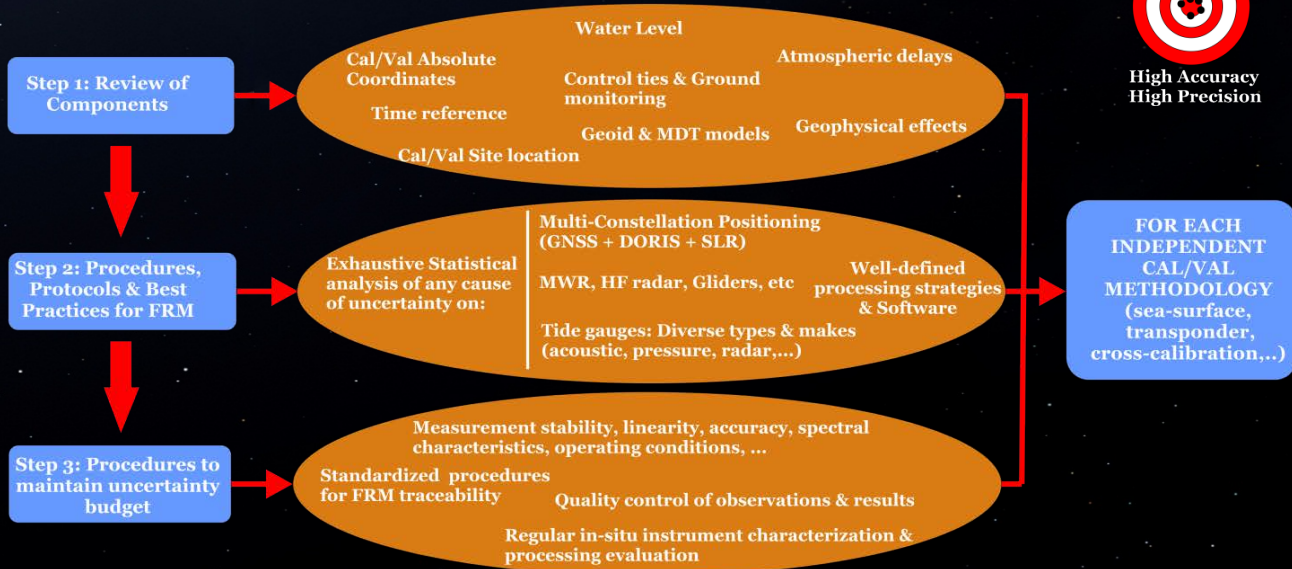 High Accuracy
High Precision
Step 1: Review of
Components
Water Level
Cal/Val Absolute
Coordinates
Atmospheric delays
Control ties & Ground
monitoring
Time reference
Geoid & MDT models
Geophysical effects
Cal/Val Site location
Step 2: Procedures,
Protocols & Best
Practices for FRM
Exhaustive Statistical
analysis of any cause
of uncertainty on:
Multi-Constellation Positioning
(GNSS + DORIS + SLR)
MWR, HF radar, Gliders, etc
Tide gauges: Diverse types & makes
(acoustic, pressure, radar,...)
Well-defined
processing strategies
& Software
Step 3: Procedures to
maintain uncertainty
budget
Measurement stability, linearity, accuracy, spectral
characteristics, operating conditions, ...
Standardized procedures
for FRM traceability
Quality control of observations & results
Regular in-situ instrument characterization &
processing evaluation
FOR EACH
INDEPENDENT
CAL/VAL
METHODOLOGY
(sea-surface,
transponder,
cross-calibration,..)